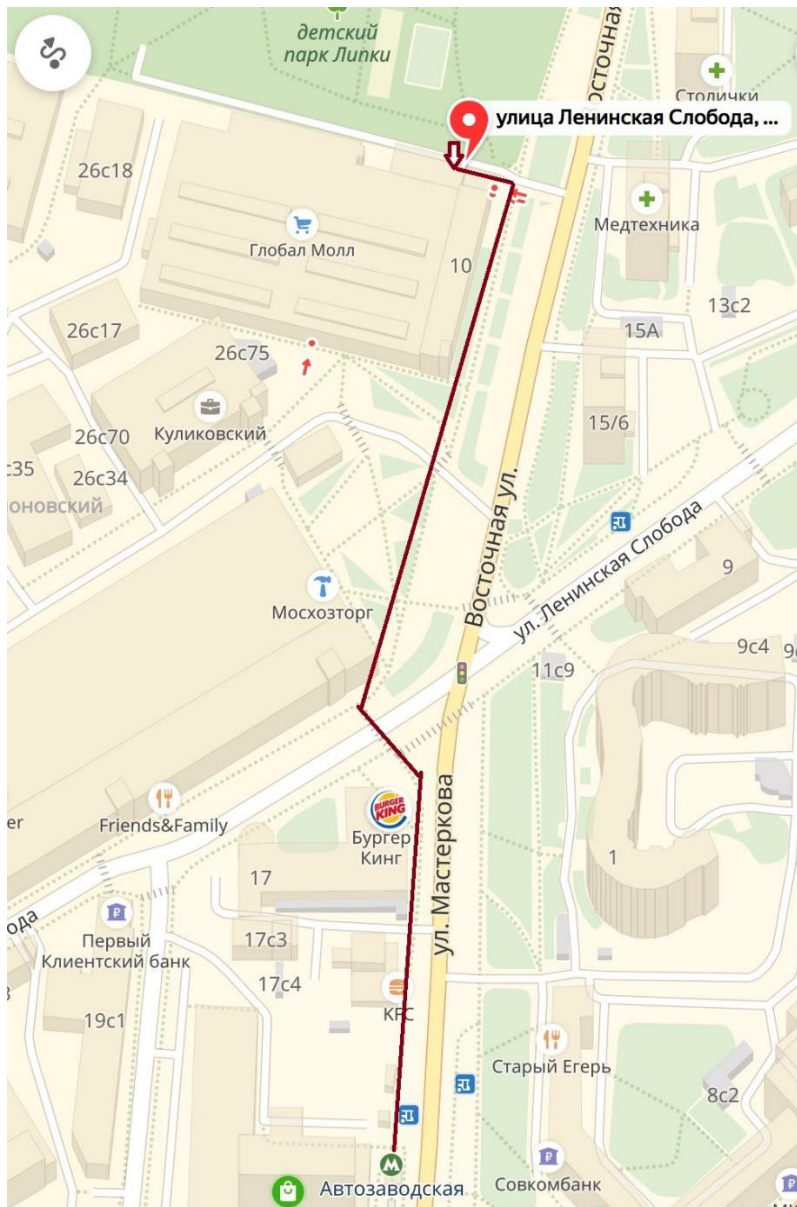 детский
парк Липки
Восточная
Столички
улица Ленинская Слобода, ...
26с18
Медтехника
Глобал Молл
10
13с2
26с17
15А
26с75
Куликовский
15/6
26с70
с35
26с34
оновский
Восточная ул.
ул. Ленинская Слобода
Мосхозторг
9
9с4
11с9
BURGER
KING
Friends&Family
er
Бургер
Кинг
ул. Мастеркова
1
17
ода
Первый
Клиентский банк
17с3
17с4
19с1
KFC
Старый Егерь
8с2
М
Автозаводская
Совкомбанк